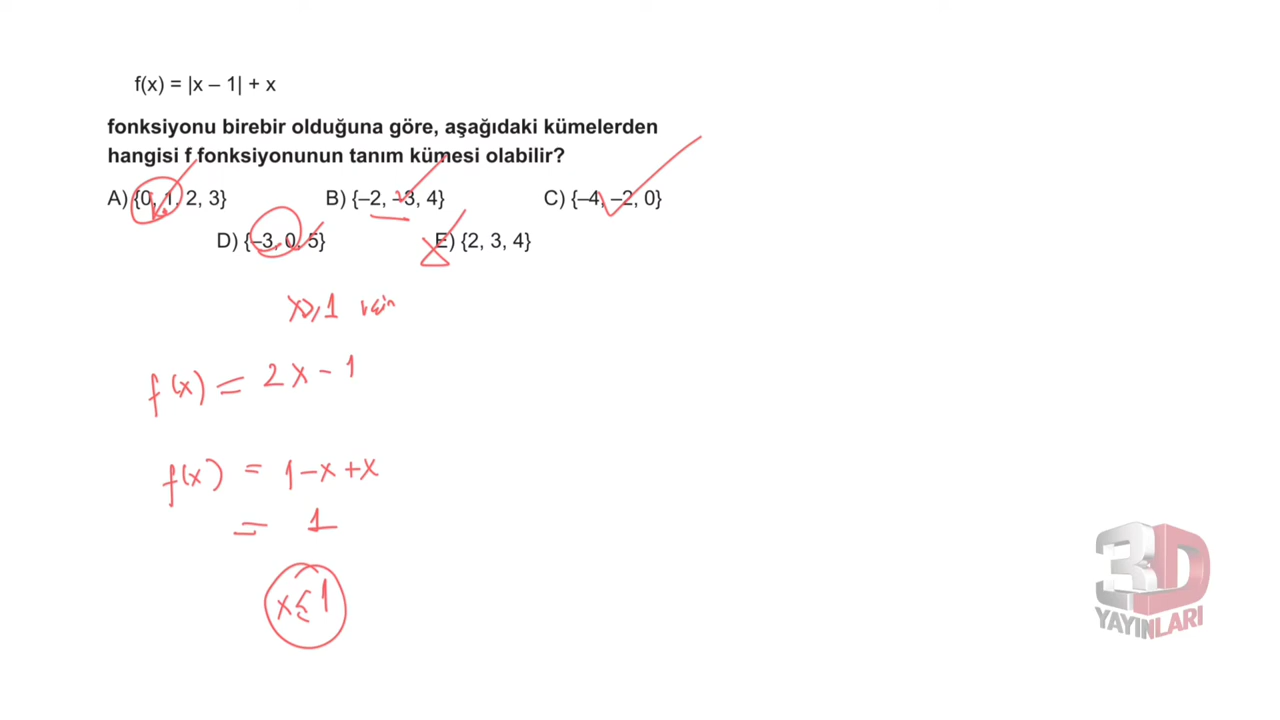 f(x) = |x – 1| + x
fonksiyonu birebir olduğuna göre, aşağıdaki kümelerden
hangisi f fonksiyonunun tanım kümesi olabilir?
A) {0, 1, 2, 3} B) {–2, –3, 4} C) {–4, –2, 0}
D) {–3, 0, 5} E) {2, 3, 4}
x≥1 için
f(x) = 2x – 1
f(x) = 1 – x + x
= 1
x≤1
3D
YAYINLARI